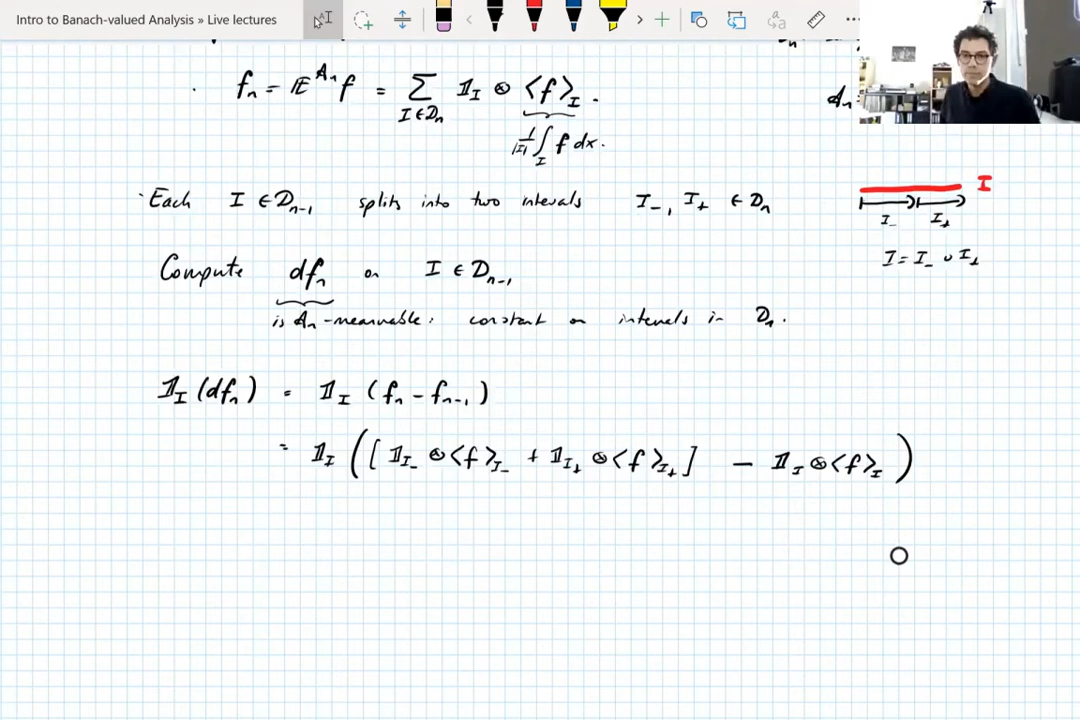 Intro to Banach-valued Analysis » Live lectures
fₙ = 𝔼^{𝒜ₙ} f = ∑_{I∈𝒟ₙ} 𝟙_I ⊗ <f>_I .
1/|I| ∫_I f dx.
𝒜ₙ =
· Each I ∈ 𝒟ₙ₋₁ splits into two intervals I₋, I₊ ∈ 𝒟ₙ
I
I₋ I₊
I = I₋ ∪ I₊
Compute dfₙ on I ∈ 𝒟ₙ₋₁
is 𝒜ₙ-measurable: constant on intervals in 𝒟ₙ.
𝟙_I (dfₙ) = 𝟙_I (fₙ - fₙ₋₁)
= 𝟙_I ([ 𝟙_{I₋} ⊗ <f>_{I₋} + 𝟙_{I₊} ⊗ <f>_{I₊} ] - 𝟙_I ⊗ <f>_I )